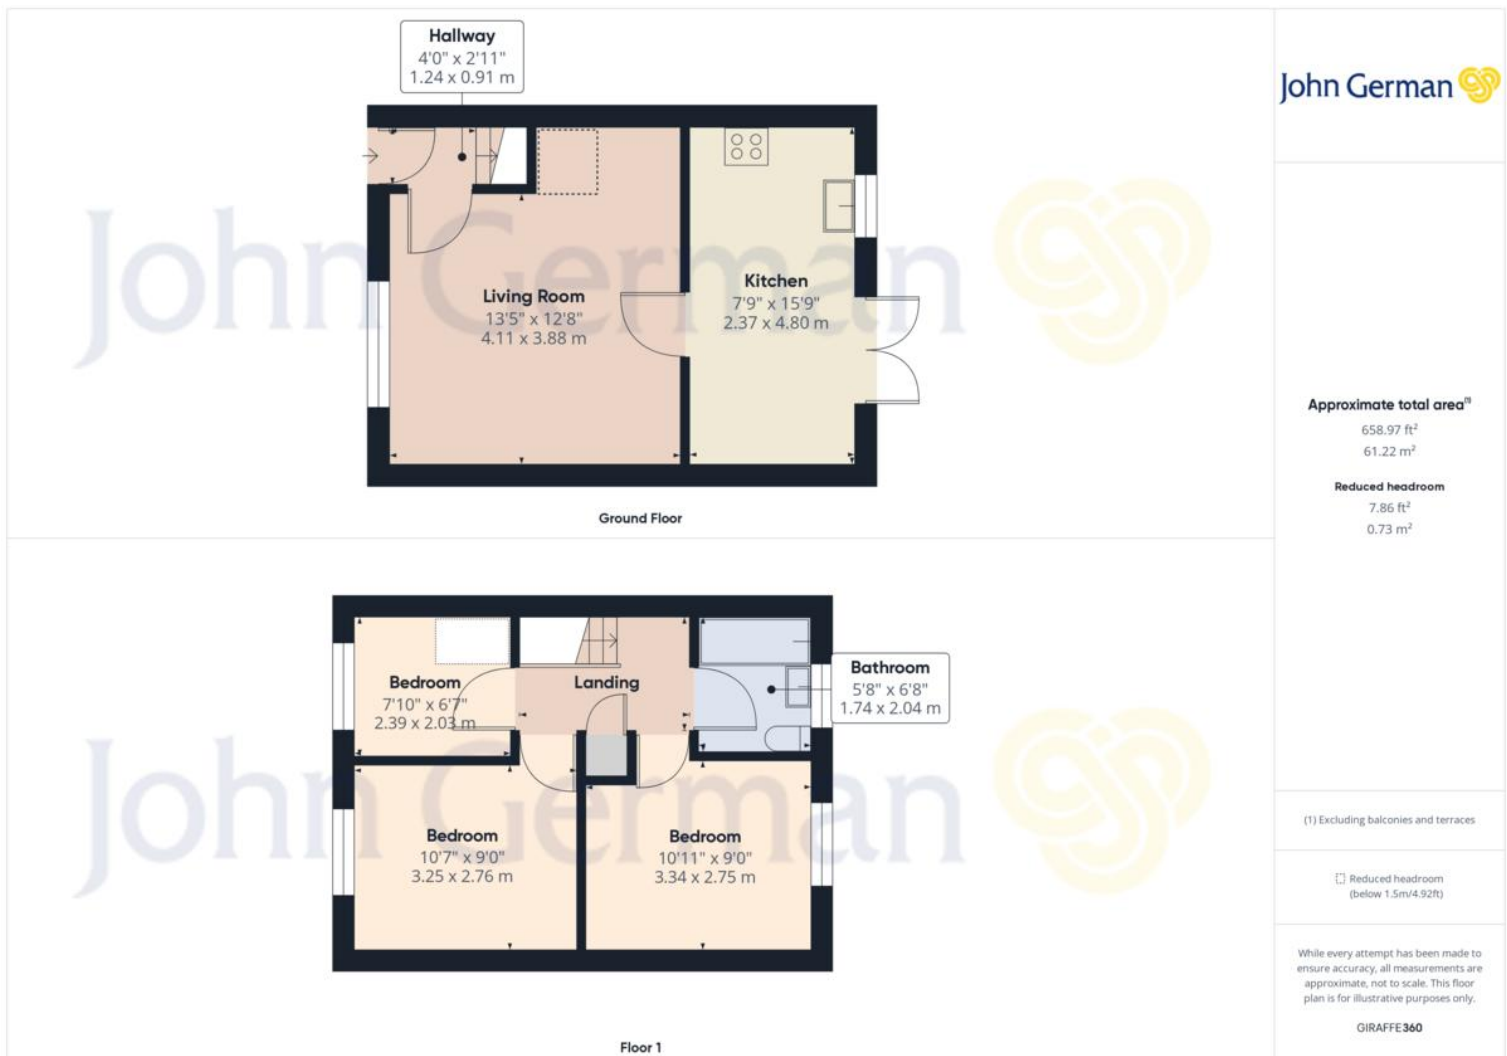 Hallway
4'0" x 2'11"
1.24 x 0.91 m
Living Room
13'5" x 12'8"
4.11 x 3.88 m
Kitchen
7'9" x 15'9"
2.37 x 4.80 m
John German
Ground Floor
Bedroom
7'10" x 6'7"
2.39 x 2.03 m
Landing
Bathroom
5'8" x 6'8"
1.74 x 2.04 m
Bedroom
10'7" x 9'0"
3.25 x 2.76 m
Bedroom
10'11" x 9'0"
3.34 x 2.75 m
John German
Floor 1
John German
Approximate total area(1)
658.97 ft²
61.22 m²
Reduced headroom
7.86 ft²
0.73 m²
(1) Excluding balconies and terraces
Reduced headroom
(below 1.5m/4.92ft)
While every attempt has been made to
ensure accuracy, all measurements are
approximate, not to scale. This floor
plan is for illustrative purposes only.
GIRAFFE360